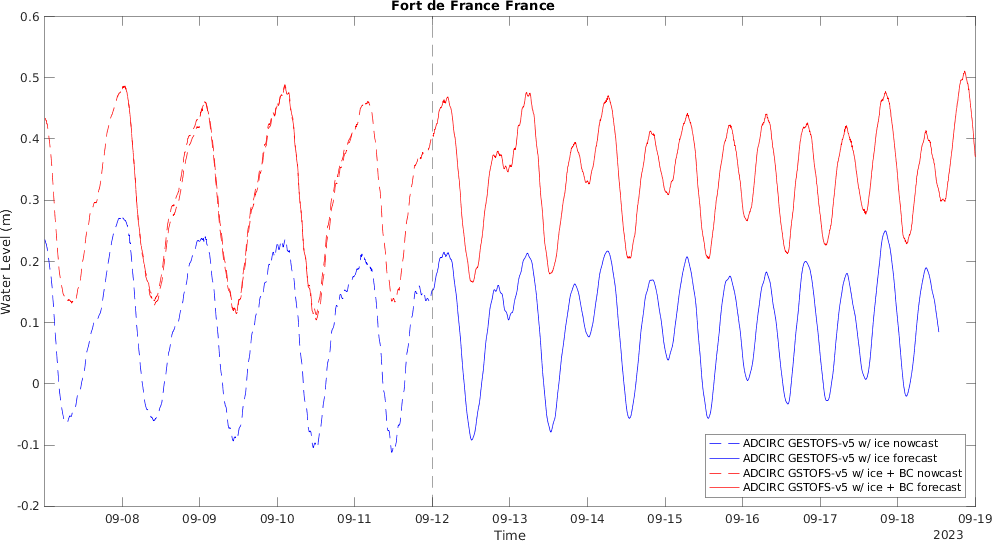 Fort de France France
0.6
0.5
0.4
0.3
0.2
0.1
0
-0.1
-0.2
Water Level (m)
ADCIRC GESTOFS-v5 w/ ice nowcast
ADCIRC GESTOFS-v5 w/ ice forecast
ADCIRC GSTOFS-v5 w/ ice + BC nowcast
ADCIRC GSTOFS-v5 w/ ice + BC forecast
09-08 09-09 09-10 09-11 09-12 09-13 09-14 09-15 09-16 09-17 09-18 09-19
Time
2023